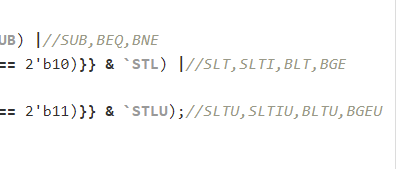 UB) |//SUB,BEQ,BNE
== 2'b10)}} & `STL) |//SLT,SLTI,BLT,BGE
== 2'b11)}} & `STLU);//SLTU,SLTIU,BLTU,BGEU